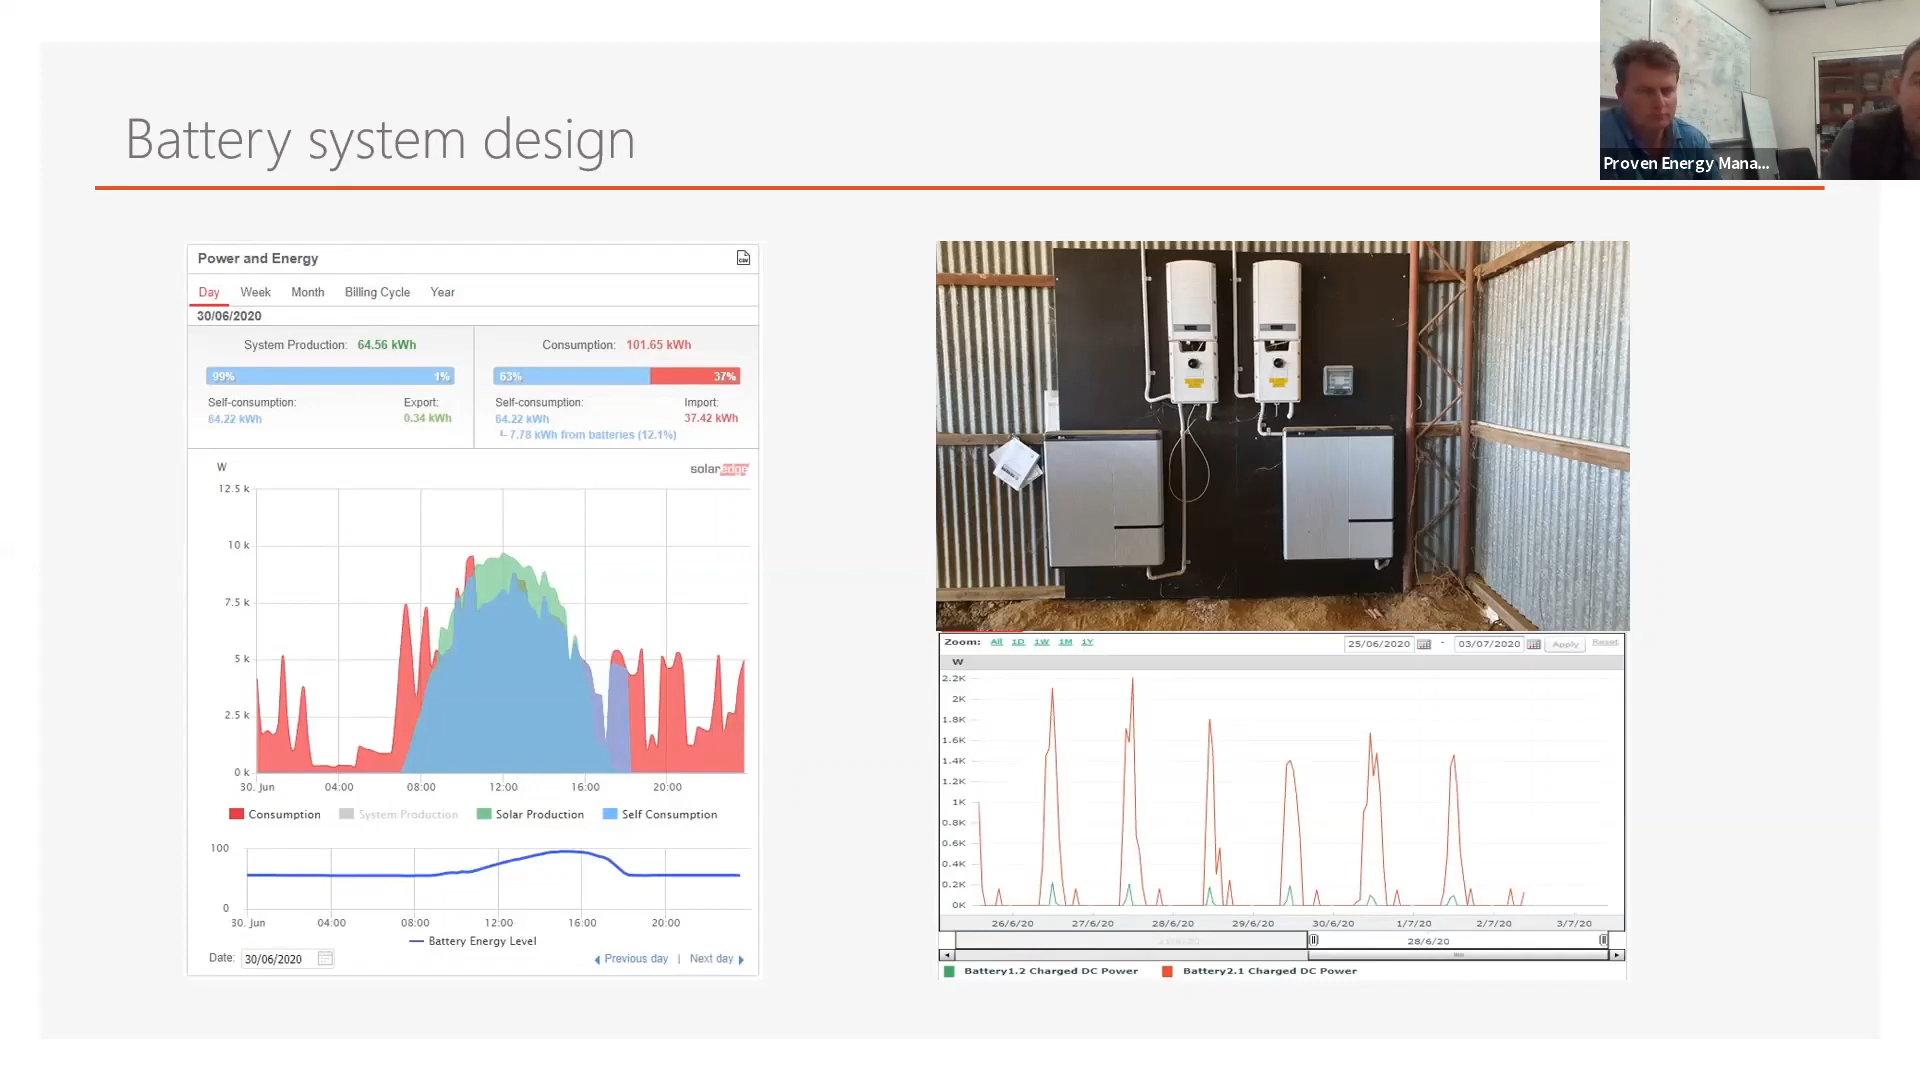 Battery system design
Proven Energy Mana...
Power and Energy
CSV
Day Week Month Billing Cycle Year
30/06/2020
System Production: 64.56 kWh
99% 1%
Self-consumption: Export:
64.22 kWh 0.34 kWh
Consumption: 101.65 kWh
63% 37%
Self-consumption: Import:
64.22 kWh 37.42 kWh
7.78 kWh from batteries (12.1%)
W
solaredge
12.5 k
10 k
7.5 k
5 k
2.5 k
0 k
30. Jun 04:00 08:00 12:00 16:00 20:00
Consumption System Production Solar Production Self Consumption
100
0
30. Jun 04:00 08:00 12:00 16:00 20:00
Battery Energy Level
Date: 30/06/2020 Previous day | Next day
Zoom: All 1D 1W 1M 1Y 25/06/2020 - 03/07/2020 Apply Reset
W
2.2K
2K
1.8K
1.6K
1.4K
1.2K
1K
0.8K
0.6K
0.4K
0.2K
0K
26/6/20 27/6/20 28/6/20 29/6/20 30/6/20 1/7/20 2/7/20 3/7/20
28/6/20
Battery1.2 Charged DC Power Battery2.1 Charged DC Power